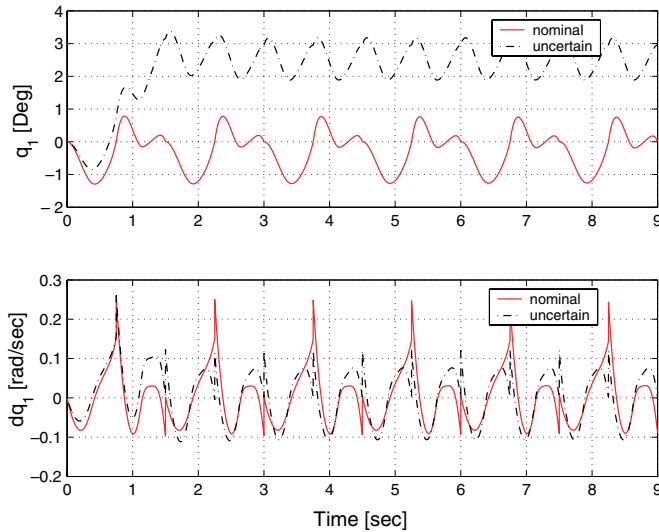 4
3
2
1
0
−1
−2
q1 [Deg]
nominal
uncertain
0 1 2 3 4 5 6 7 8 9
0.3
0.2
0.1
0
−0.1
−0.2
dq1 [rad/sec]
nominal
uncertain
0 1 2 3 4 5 6 7 8 9
Time [sec]